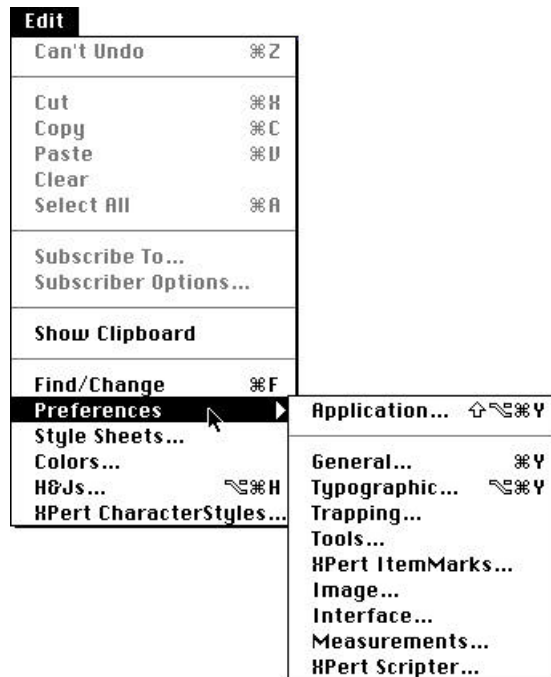 Edit
Can't Undo ⌘Z
Cut ⌘X
Copy ⌘C
Paste ⌘V
Clear
Select All ⌘A
Subscribe To...
Subscriber Options...
Show Clipboard
Find/Change ⌘F
Preferences
Style Sheets...
Colors...
H&Js... ⌥⌘H
XPert CharacterStyles...
Application... ⇧⌥⌘Y
General... ⌘Y
Typographic... ⌥⌘Y
Trapping...
Tools...
XPert ItemMarks...
Image...
Interface...
Measurements...
XPert Scripter...